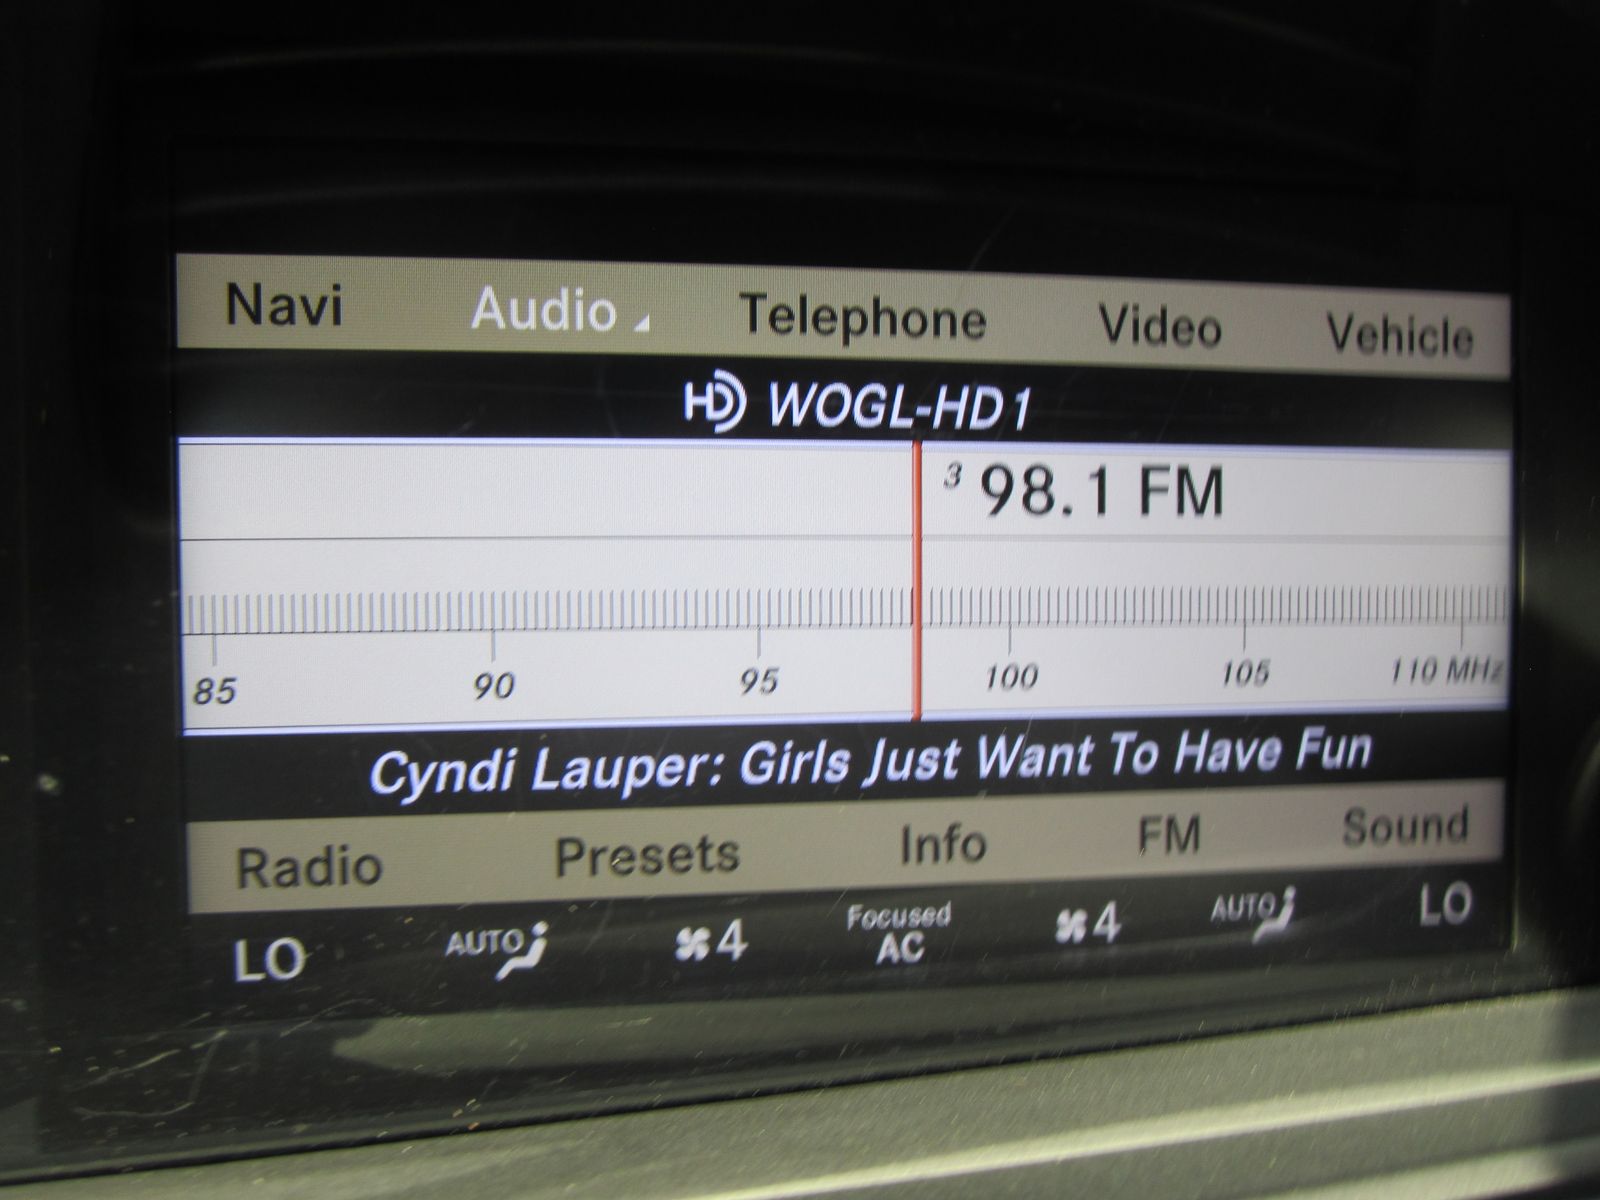 Navi Audio Telephone Video Vehicle
HD WOGL-HD1
3 98.1 FM
85 90 95 100 105 110 MHz
Cyndi Lauper: Girls Just Want To Have Fun
Radio Presets Info FM Sound
LO AUTO 4 Focused AC 4 AUTO LO